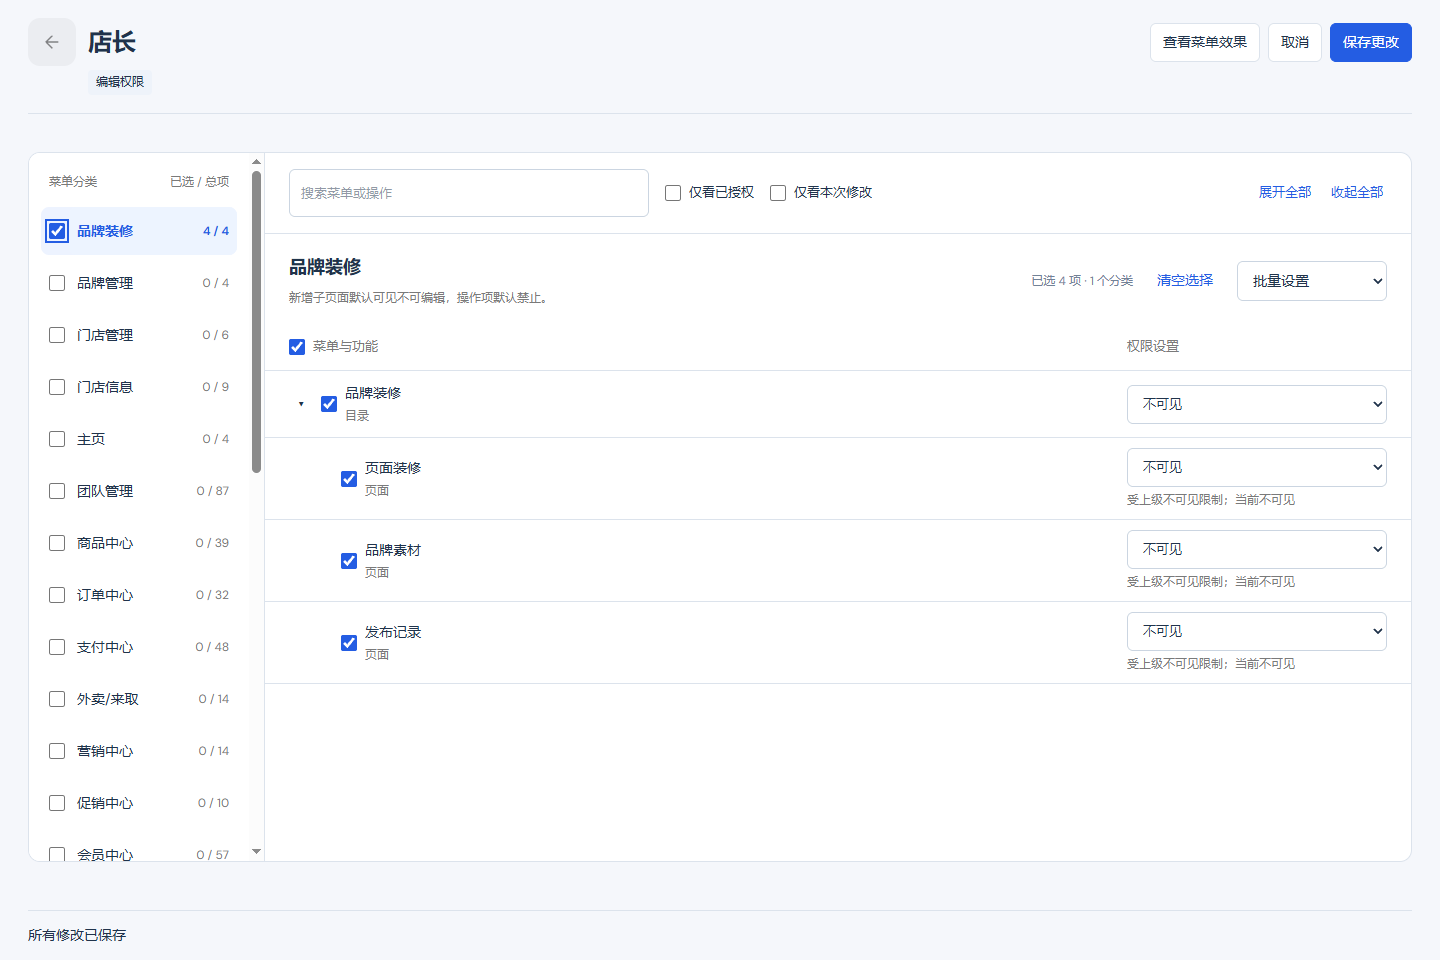 店长
编辑权限
查看菜单效果
取消
保存更改
菜单分类
已选 / 总项
品牌装修 4 / 4
品牌管理 0 / 4
门店管理 0 / 6
门店信息 0 / 9
主页 0 / 4
团队管理 0 / 87
商品中心 0 / 39
订单中心 0 / 32
支付中心 0 / 48
外卖/来取 0 / 14
营销中心 0 / 14
促销中心 0 / 10
会员中心 0 / 57
搜索菜单或操作
仅看已授权
仅看本次修改
展开全部
收起全部
品牌装修
新增子页面默认可见不可编辑，操作项默认禁止。
已选 4 项 · 1 个分类
清空选择
批量设置
菜单与功能
权限设置
品牌装修
目录
不可见
页面装修
页面
不可见
受上级不可见限制；当前不可见
品牌素材
页面
不可见
受上级不可见限制；当前不可见
发布记录
页面
不可见
受上级不可见限制；当前不可见
所有修改已保存